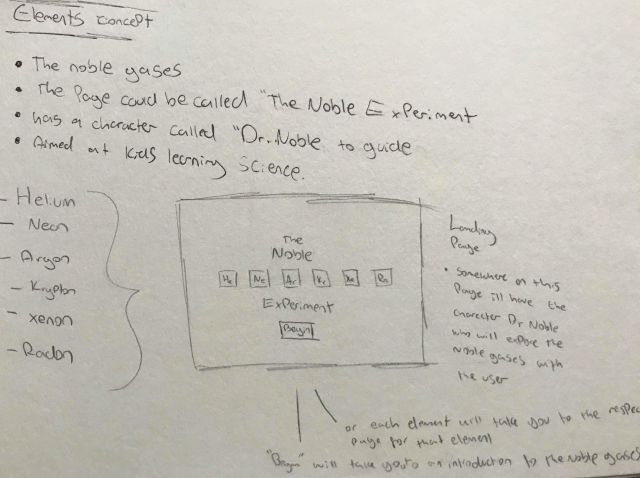 Elements concept
• The noble gases
• The Page could be called "The Noble ExPeriment
• has a character called "Dr. Noble to guide
• Aimed at Kids learning Science.
- Helium
- Neon
- Argon
- Krypton
- xenon
- Radon
The
Noble
He Ne Ar Kr Xe Rn
ExPeriment
Begin
Landing
Page
• somewhere on this
Page ill have the
character Dr Noble
who will explore the
Noble gases with
the user
or each element will take you to the respec
page for that element
"Begin" will take you to an introduction to the Noble gases